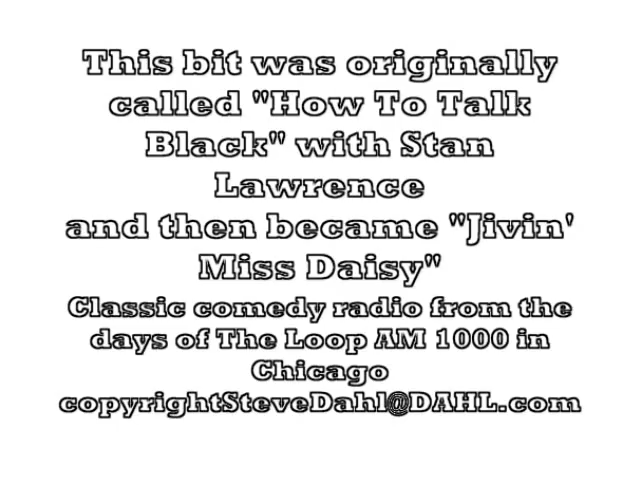 This bit was originally
called "How To Talk
Black" with Stan
Lawrence
and then became "Jivin'
Miss Daisy"
Classic comedy radio from the
days of The Loop AM 1000 in
Chicago
copyrightSteveDahl@DAHL.com